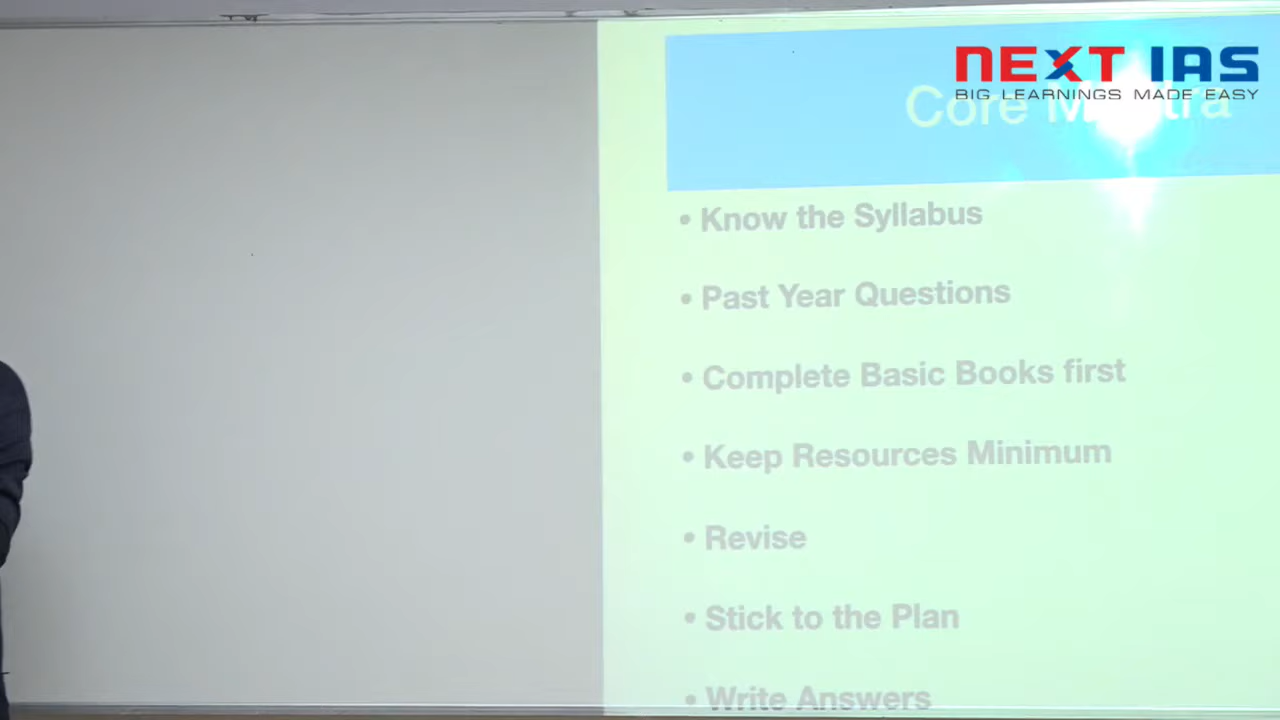 NEXT IAS
BIG LEARNINGS MADE EASY
Core
• Know the Syllabus
• Past Year Questions
• Complete Basic Books first
• Keep Resources Minimum
• Revise
• Stick to the Plan
• Write Answers